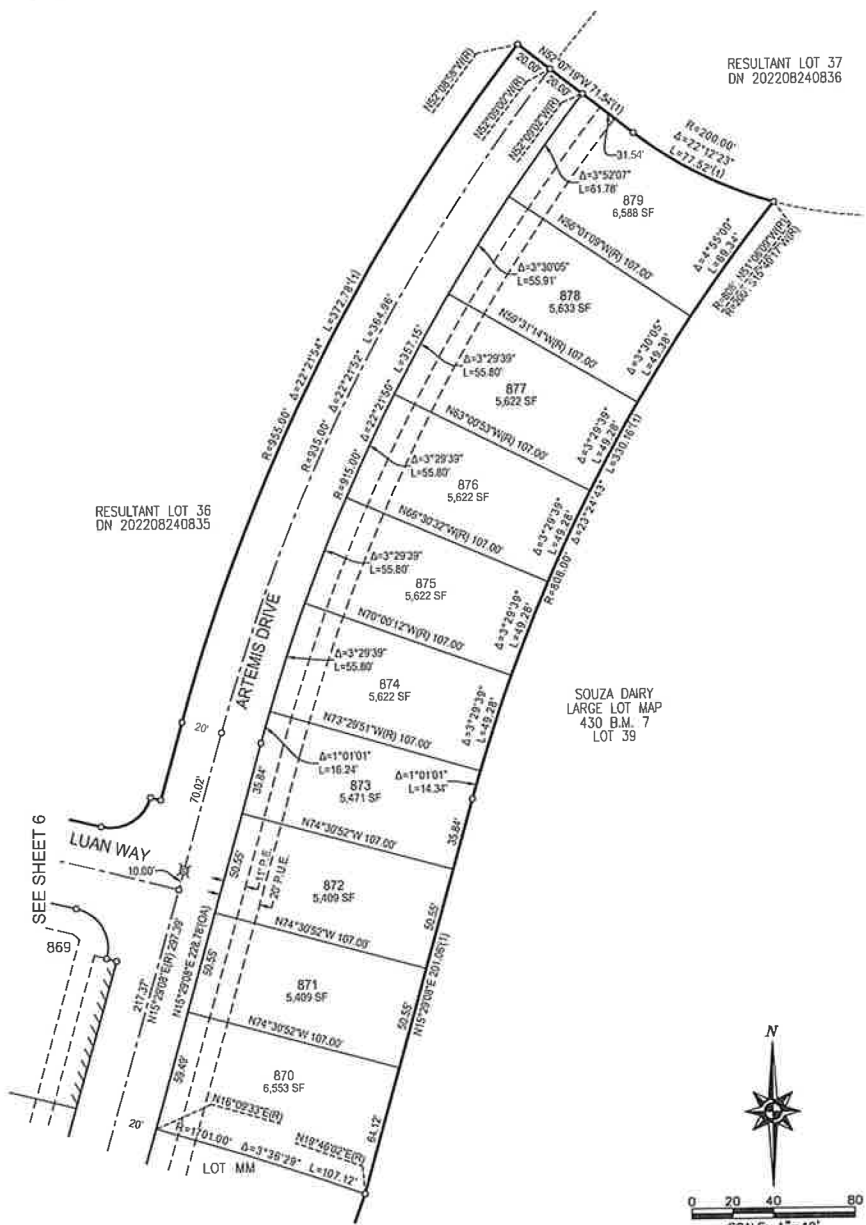 RESULTANT LOT 37
DN 202208240836
N52°07'19"W 71.54'(1)
20.00'
20.00'
N52°08'58"W(R)
N52°09'00"W(R)
N52°09'02"W(R)
31.54'
R=200.00'
Δ=22°12'23"
L=77.52'(1)
Δ=3°52'07"
L=61.78'
879
6,588 SF
Δ=4°55'00"
L=69.34'
N56°01'09"W(R) 107.00'
Δ=3°30'05"
L=55.91'
878
5,633 SF
Δ=3°30'05"
L=49.38'
N59°31'14"W(R) 107.00'
R=955.00' Δ=22°21'54" L=372.78'(1)
R=935.00' Δ=22°21'52" L=364.96'
R=915.00' Δ=22°21'50" L=357.15'
Δ=3°29'39"
L=55.80'
877
5,622 SF
Δ=3°29'39"
L=49.28'
N63°00'53"W(R) 107.00'
R=808.00' Δ=23°24'43" L=330.16'(1)
Δ=3°29'39"
L=55.80'
876
5,622 SF
Δ=3°29'39"
L=49.28'
N66°30'32"W(R) 107.00'
RESULTANT LOT 36
DN 202208240835
Δ=3°29'39"
L=55.80'
875
5,622 SF
Δ=3°29'39"
L=49.28'
N70°00'12"W(R) 107.00'
ARTEMIS DRIVE
Δ=3°29'39"
L=55.80'
874
5,622 SF
Δ=3°29'39"
L=49.28'
N73°29'51"W(R) 107.00'
SOUZA DAIRY
LARGE LOT MAP
430 B.M. 7
LOT 39
20'
Δ=1°01'01"
L=16.24'
873
5,471 SF
Δ=1°01'01"
L=14.34'
35.84'
35.84'
70.02'
N74°30'52"W 107.00'
LUAN WAY
10.00'
SEE SHEET 6
869
50.55'
11' P.E.
20' P.U.E.
872
5,409 SF
50.55'
N74°30'52"W 107.00'
N15°29'08"E 228.78'(OA)
N15°29'08"E 201.06'(1)
217.37'
N15°29'08"E(R) 297.39'
50.55'
871
5,409 SF
50.55'
N74°30'52"W 107.00'
59.49'
870
6,553 SF
64.12'
20'
N16°09'33"E(R)
N19°46'02"E(R)
R=1701.00' Δ=3°36'29" L=107.12'
LOT MM
N
0 20 40 80
SCALE: 1"=40'